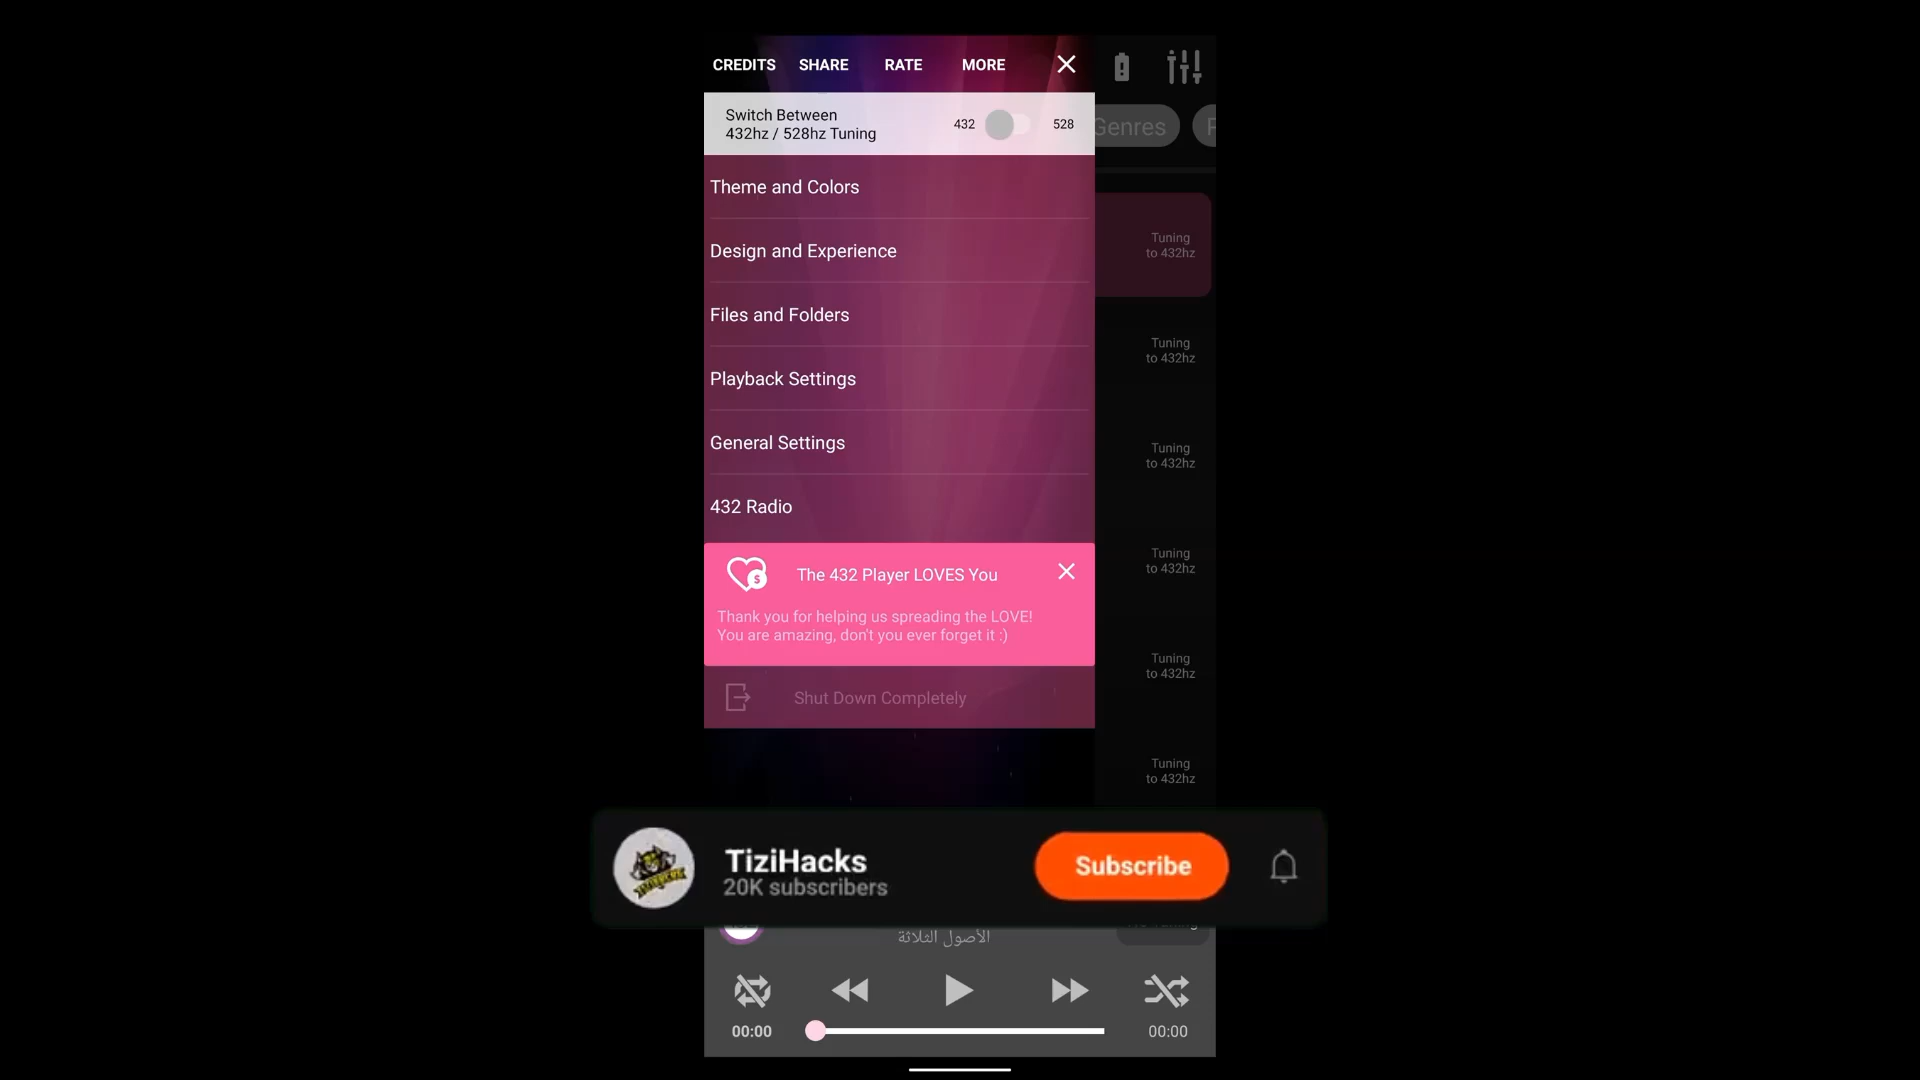 CREDITS SHARE RATE MORE
Switch Between
432hz / 528hz Tuning
432 528
Genres
Theme and Colors
Design and Experience
Tuning
to 432hz
Files and Folders
Tuning
to 432hz
Playback Settings
General Settings
Tuning
to 432hz
432 Radio
The 432 Player LOVES You
Tuning
to 432hz
Thank you for helping us spreading the LOVE!
You are amazing, don't you ever forget it :)
Tuning
to 432hz
Shut Down Completely
Tuning
to 432hz
TiziHacks
20K subscribers
Subscribe
الأصول الثلاثة
00:00 00:00